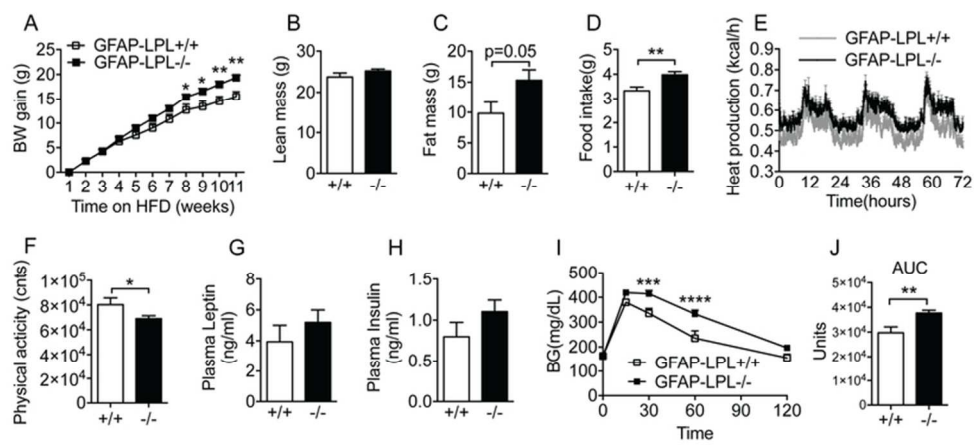 A
BW gain (g)
25
20
15
10
5
0
GFAP-LPL+/+
GFAP-LPL-/-
* * ** **
1 2 3 4 5 6 7 8 9 10 11
Time on HFD (weeks)
B
Lean mass (g)
30
20
10
0
+/+ -/-
C
Fat mass (g)
20
15
10
5
0
p=0.05
+/+ -/-
D
Food intake(g)
5
4
3
2
1
0
**
+/+ -/-
E
Heat production (kcal/h)
0.9
0.8
0.7
0.6
0.5
0.4
0.3
GFAP-LPL+/+
GFAP-LPL-/-
0 12 24 36 48 60 72
Time(hours)
F
Physical acticity (cnts)
1×10⁵
8×10⁴
6×10⁴
4×10⁴
2×10⁴
0
*
+/+ -/-
G
Plasma Leptin
(ng/ml)
8
6
4
2
0
+/+ -/-
H
Plasma Insulin
(ng/ml)
1.5
1.0
0.5
0.0
+/+ -/-
I
BG(mg/dL)
500
400
300
200
100
0
*** ****
GFAP-LPL+/+
GFAP-LPL-/-
0 30 60 90 120
Time
J
AUC
Units
5×10⁴
4×10⁴
3×10⁴
2×10⁴
1×10⁴
0
**
+/+ -/-